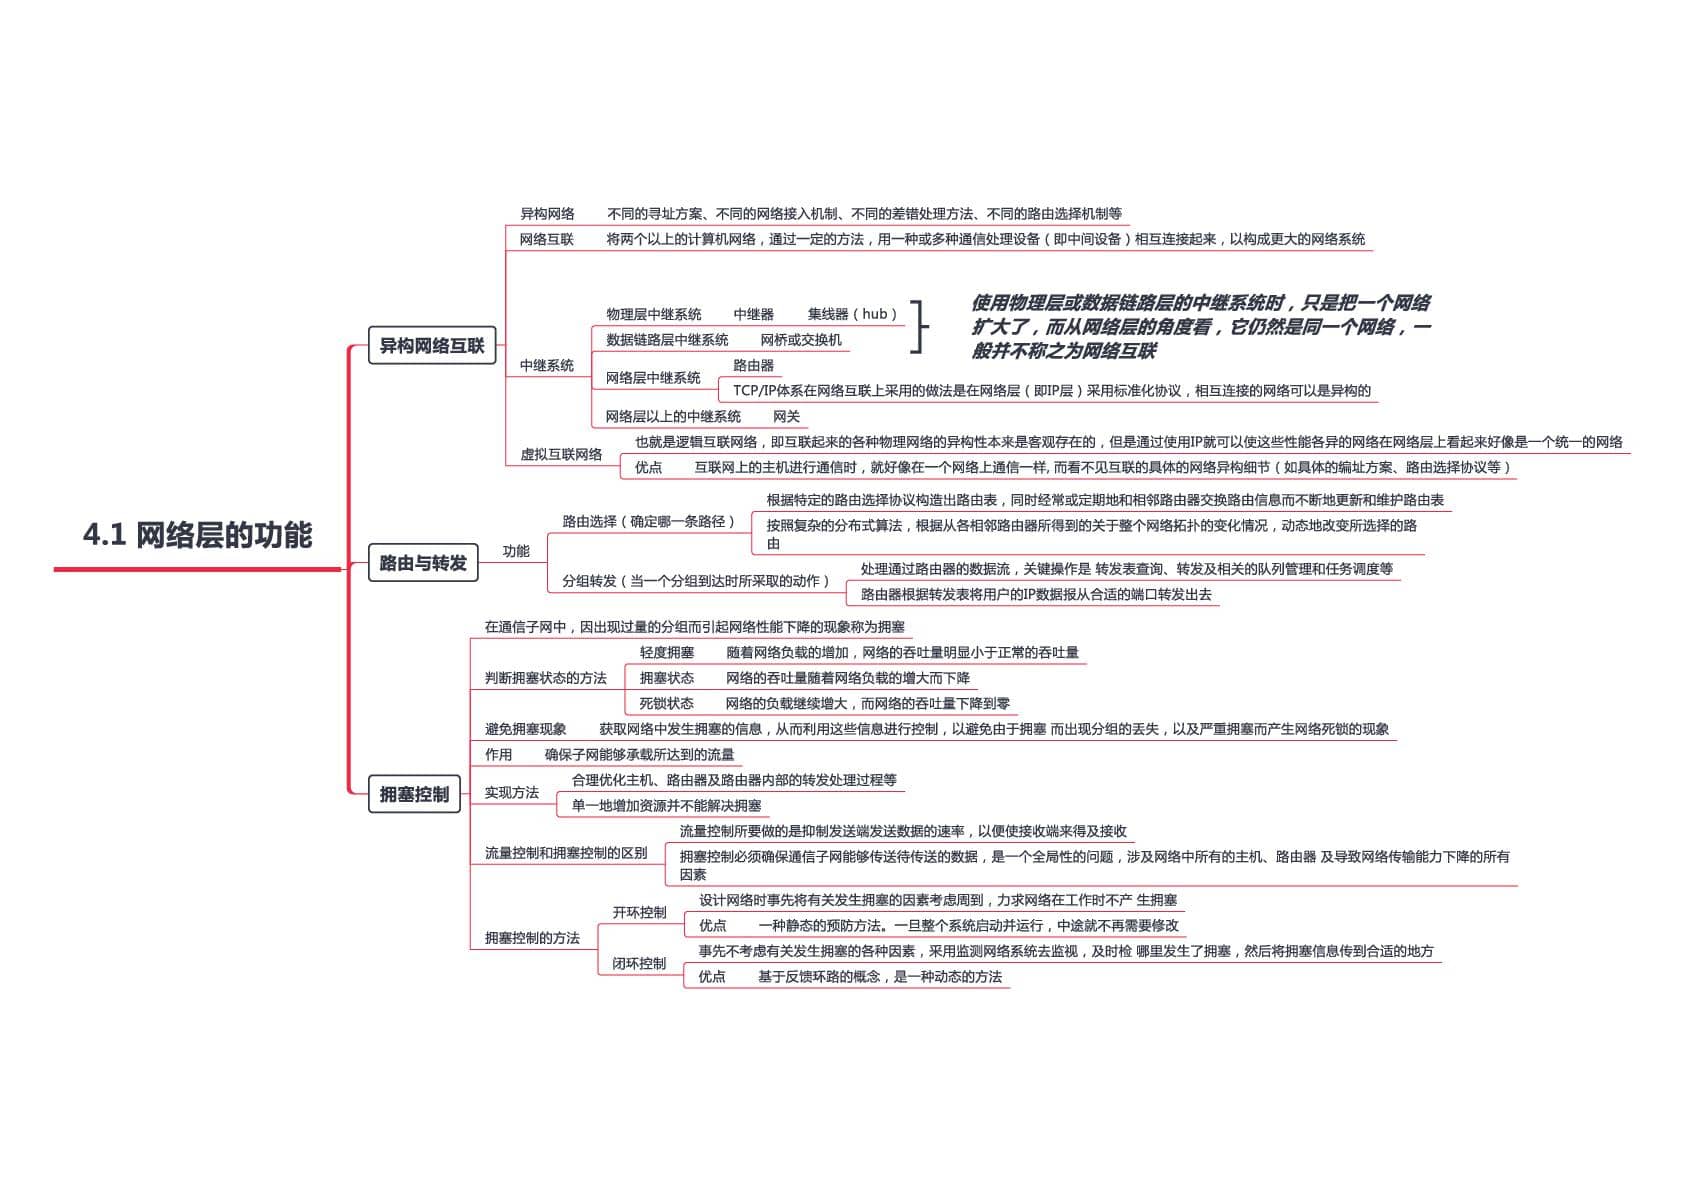 4.1 网络层的功能
异构网络互联
异构网络 不同的寻址方案、不同的网络接入机制、不同的差错处理方法、不同的路由选择机制等
网络互联 将两个以上的计算机网络，通过一定的方法，用一种或多种通信处理设备（即中间设备）相互连接起来，以构成更大的网络系统
中继系统
物理层中继系统 中继器 集线器（hub）
数据链路层中继系统 网桥或交换机
使用物理层或数据链路层的中继系统时，只是把一个网络
扩大了，而从网络层的角度看，它仍然是同一个网络，一
般并不称之为网络互联
网络层中继系统
路由器
TCP/IP体系在网络互联上采用的做法是在网络层（即IP层）采用标准化协议，相互连接的网络可以是异构的
网络层以上的中继系统 网关
虚拟互联网络
也就是逻辑互联网络，即互联起来的各种物理网络的异构性本来是客观存在的，但是通过使用IP就可以使这些性能各异的网络在网络层上看起来好像是一个统一的网络
优点 互联网上的主机进行通信时，就好像在一个网络上通信一样, 而看不见互联的具体的网络异构细节（如具体的编址方案、路由选择协议等）
路由与转发
功能
路由选择（确定哪一条路径）
根据特定的路由选择协议构造出路由表，同时经常或定期地和相邻路由器交换路由信息而不断地更新和维护路由表
按照复杂的分布式算法，根据从各相邻路由器所得到的关于整个网络拓扑的变化情况，动态地改变所选择的路
由
分组转发（当一个分组到达时所采取的动作）
处理通过路由器的数据流，关键操作是 转发表查询、转发及相关的队列管理和任务调度等
路由器根据转发表将用户的IP数据报从合适的端口转发出去
拥塞控制
在通信子网中，因出现过量的分组而引起网络性能下降的现象称为拥塞
判断拥塞状态的方法
轻度拥塞 随着网络负载的增加，网络的吞吐量明显小于正常的吞吐量
拥塞状态 网络的吞吐量随着网络负载的增大而下降
死锁状态 网络的负载继续增大，而网络的吞吐量下降到零
避免拥塞现象 获取网络中发生拥塞的信息，从而利用这些信息进行控制，以避免由于拥塞 而出现分组的丢失，以及严重拥塞而产生网络死锁的现象
作用 确保子网能够承载所达到的流量
实现方法
合理优化主机、路由器及路由器内部的转发处理过程等
单一地增加资源并不能解决拥塞
流量控制和拥塞控制的区别
流量控制所要做的是抑制发送端发送数据的速率，以便使接收端来得及接收
拥塞控制必须确保通信子网能够传送待传送的数据，是一个全局性的问题，涉及网络中所有的主机、路由器 及导致网络传输能力下降的所有
因素
拥塞控制的方法
开环控制
设计网络时事先将有关发生拥塞的因素考虑周到，力求网络在工作时不产 生拥塞
优点 一种静态的预防方法。一旦整个系统启动并运行，中途就不再需要修改
闭环控制
事先不考虑有关发生拥塞的各种因素，采用监测网络系统去监视，及时检 哪里发生了拥塞，然后将拥塞信息传到合适的地方
优点 基于反馈环路的概念，是一种动态的方法